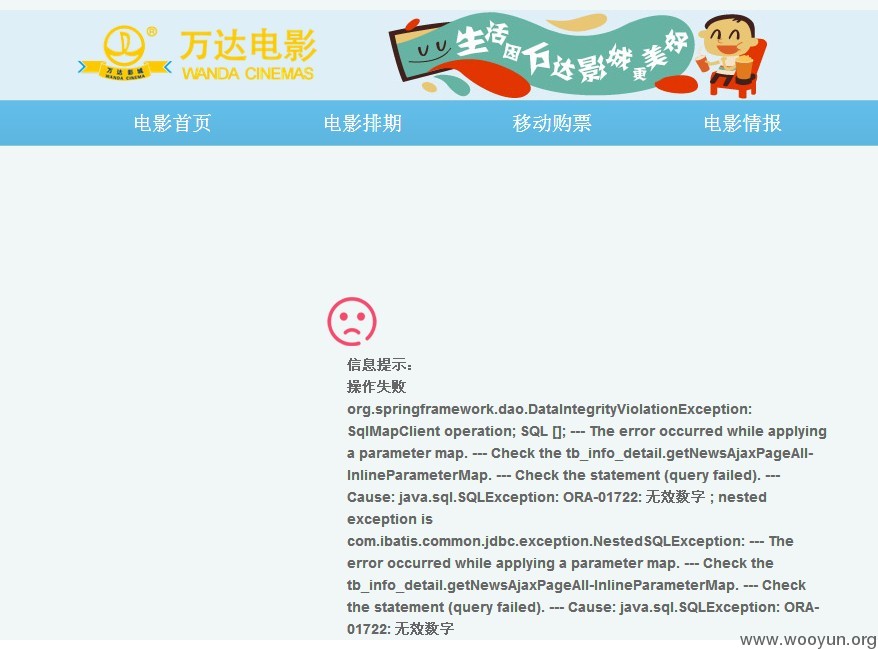 万达影城
WANDA CINEMA
®
万达电影
WANDA CINEMAS
生活因万达影城更美好
电影首页 电影排期 移动购票 电影情报
信息提示：
操作失败
org.springframework.dao.DataIntegrityViolationException:
SqlMapClient operation; SQL []; --- The error occurred while applying
a parameter map. --- Check the tb_info_detail.getNewsAjaxPageAll-
InlineParameterMap. --- Check the statement (query failed). ---
Cause: java.sql.SQLException: ORA-01722: 无效数字 ; nested
exception is
com.ibatis.common.jdbc.exception.NestedSQLException: --- The
error occurred while applying a parameter map. --- Check the
tb_info_detail.getNewsAjaxPageAll-InlineParameterMap. --- Check
the statement (query failed). --- Cause: java.sql.SQLException: ORA-
01722: 无效数字
www.wooyun.org